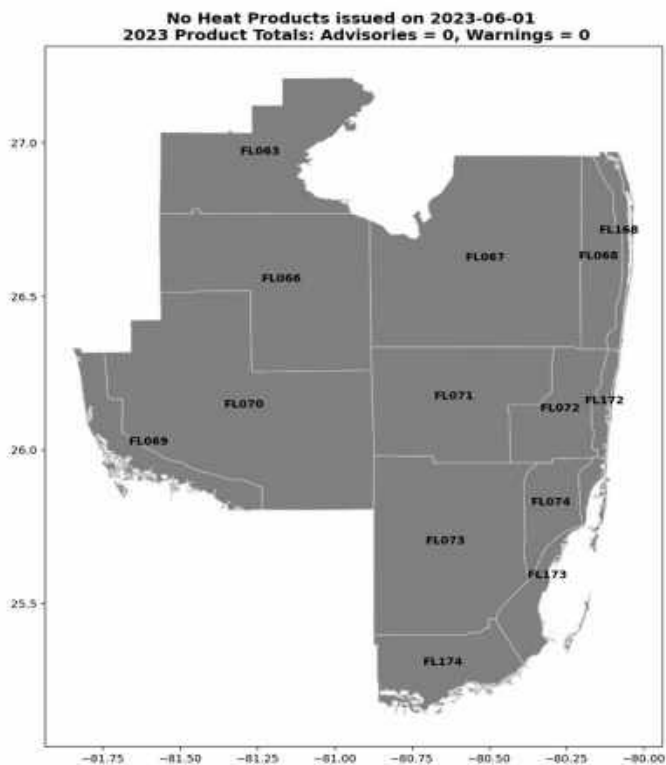 No Heat Products issued on 2023-06-01
2023 Product Totals: Advisories = 0, Warnings = 0
27.0
26.5
26.0
25.5
FL063
FL168
FL067
FL068
FL066
FL071
FL070
FL172
FL072
FL069
FL074
FL073
FL173
FL174
−81.75 −81.50 −81.25 −81.00 −80.75 −80.50 −80.25 −80.00